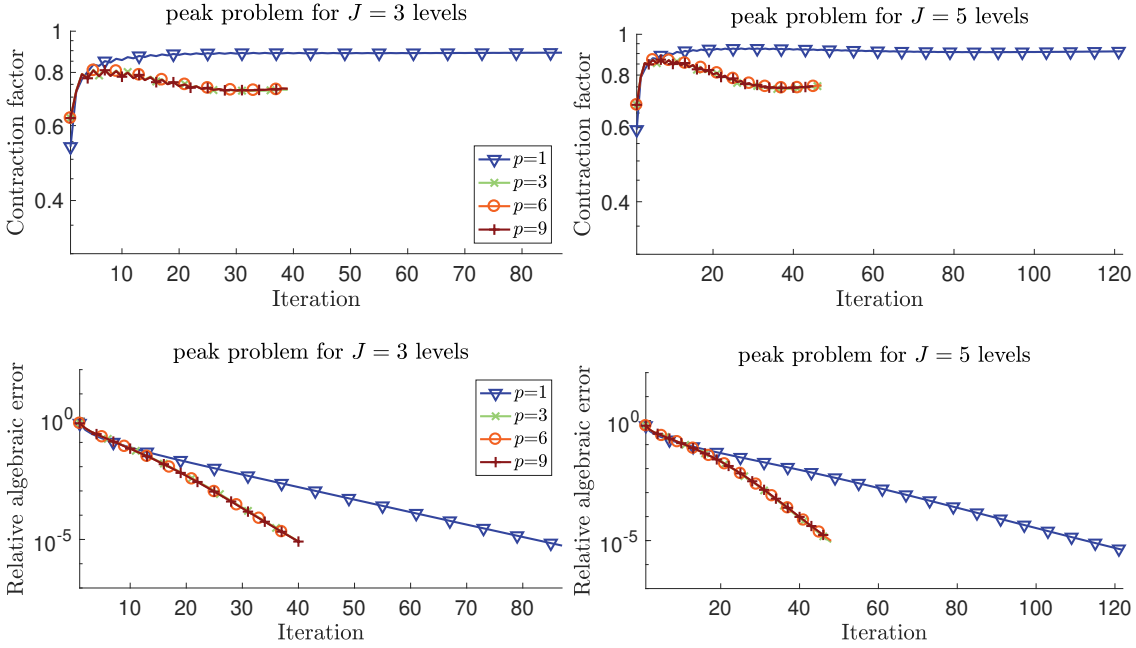 peak problem for J = 3 levels
Contraction factor
1
0.8
0.6
0.4
10 20 30 40 50 60 70 80
Iteration
p=1
p=3
p=6
p=9
peak problem for J = 5 levels
Contraction factor
1
0.8
0.6
0.4
20 40 60 80 100 120
Iteration
peak problem for J = 3 levels
Relative algebraic error
10^0
10^-5
10 20 30 40 50 60 70 80
Iteration
p=1
p=3
p=6
p=9
peak problem for J = 5 levels
Relative algebraic error
10^0
10^-5
20 40 60 80 100 120
Iteration